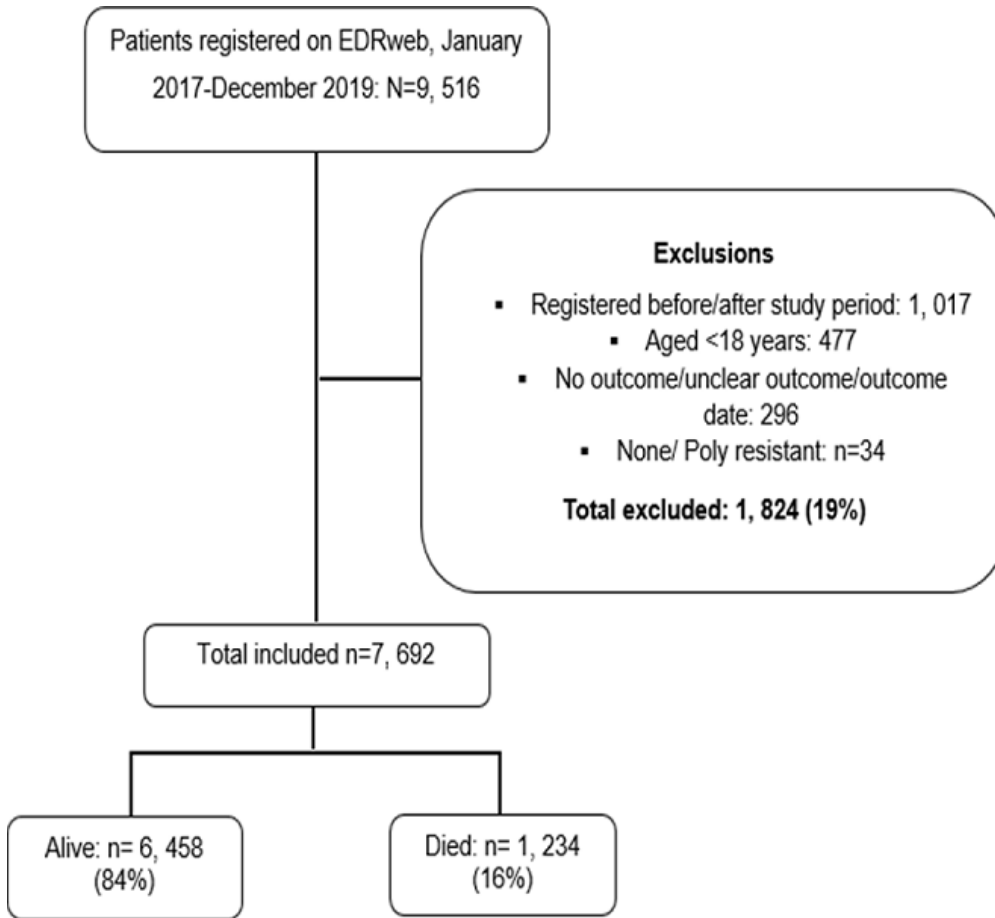 Patients registered on EDRweb, January
2017-December 2019: N=9, 516
Exclusions
▪ Registered before/after study period: 1, 017
▪ Aged <18 years: 477
▪ No outcome/unclear outcome/outcome
date: 296
▪ None/ Poly resistant: n=34
Total excluded: 1, 824 (19%)
Total included n=7, 692
Alive: n= 6, 458
(84%)
Died: n= 1, 234
(16%)